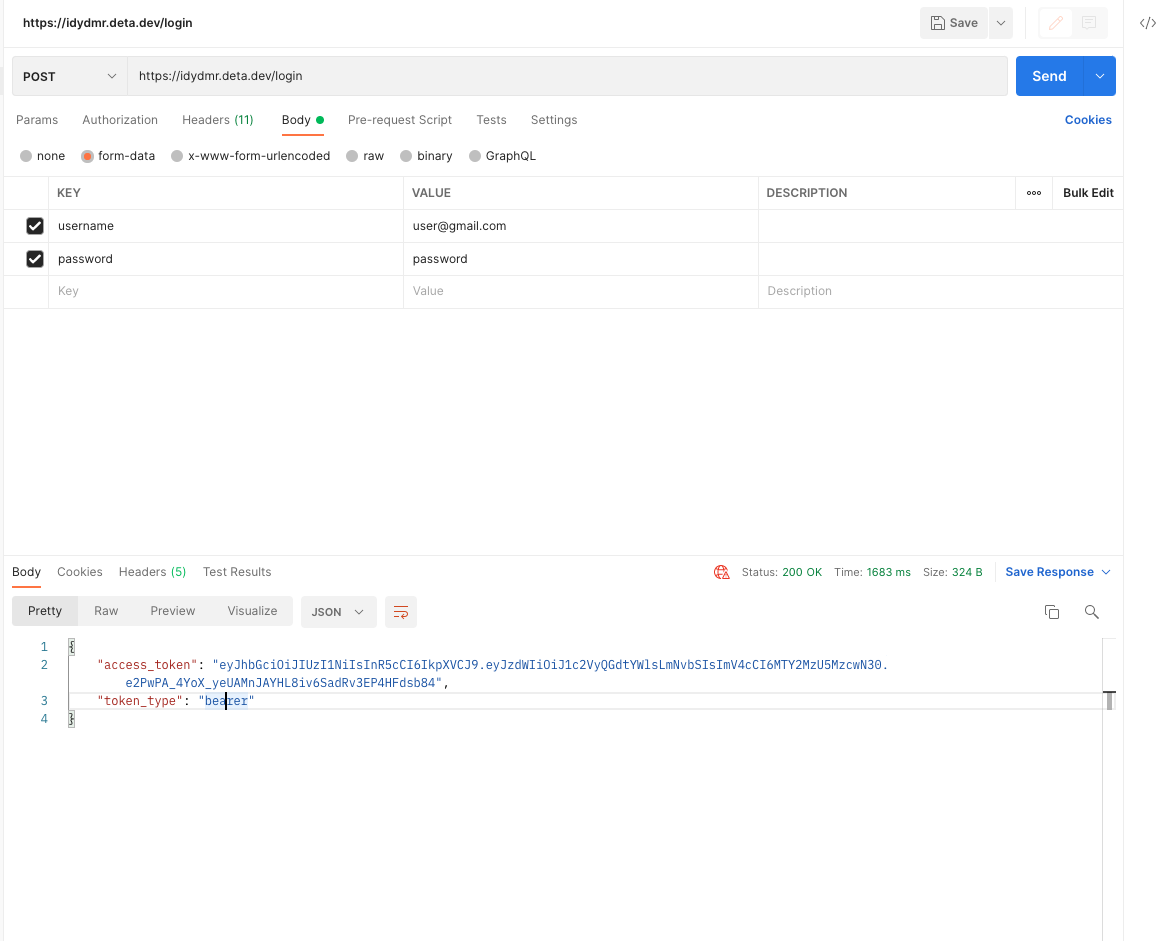 https://idydmr.deta.dev/login
Save
</>
POST
https://idydmr.deta.dev/login
Send
Params Authorization Headers (11) Body Pre-request Script Tests Settings Cookies
none form-data x-www-form-urlencoded raw binary GraphQL
KEY VALUE DESCRIPTION ooo Bulk Edit
username user@gmail.com
password password
Key Value Description
Body Cookies Headers (5) Test Results Status: 200 OK Time: 1683 ms Size: 324 B Save Response
Pretty Raw Preview Visualize JSON
1 {
2 "access_token": "eyJhbGciOiJIUzI1NiIsInR5cCI6IkpXVCJ9.eyJzdWIiOiJ1c2VyQGdtYWlsLmNvbSIsImV4cCI6MTY2MzU5MzcwN30.
e2PwPA_4YoX_yeUAMnJAYHL8iv6SadRv3EP4HFdsb84",
3 "token_type": "bearer"
4 }